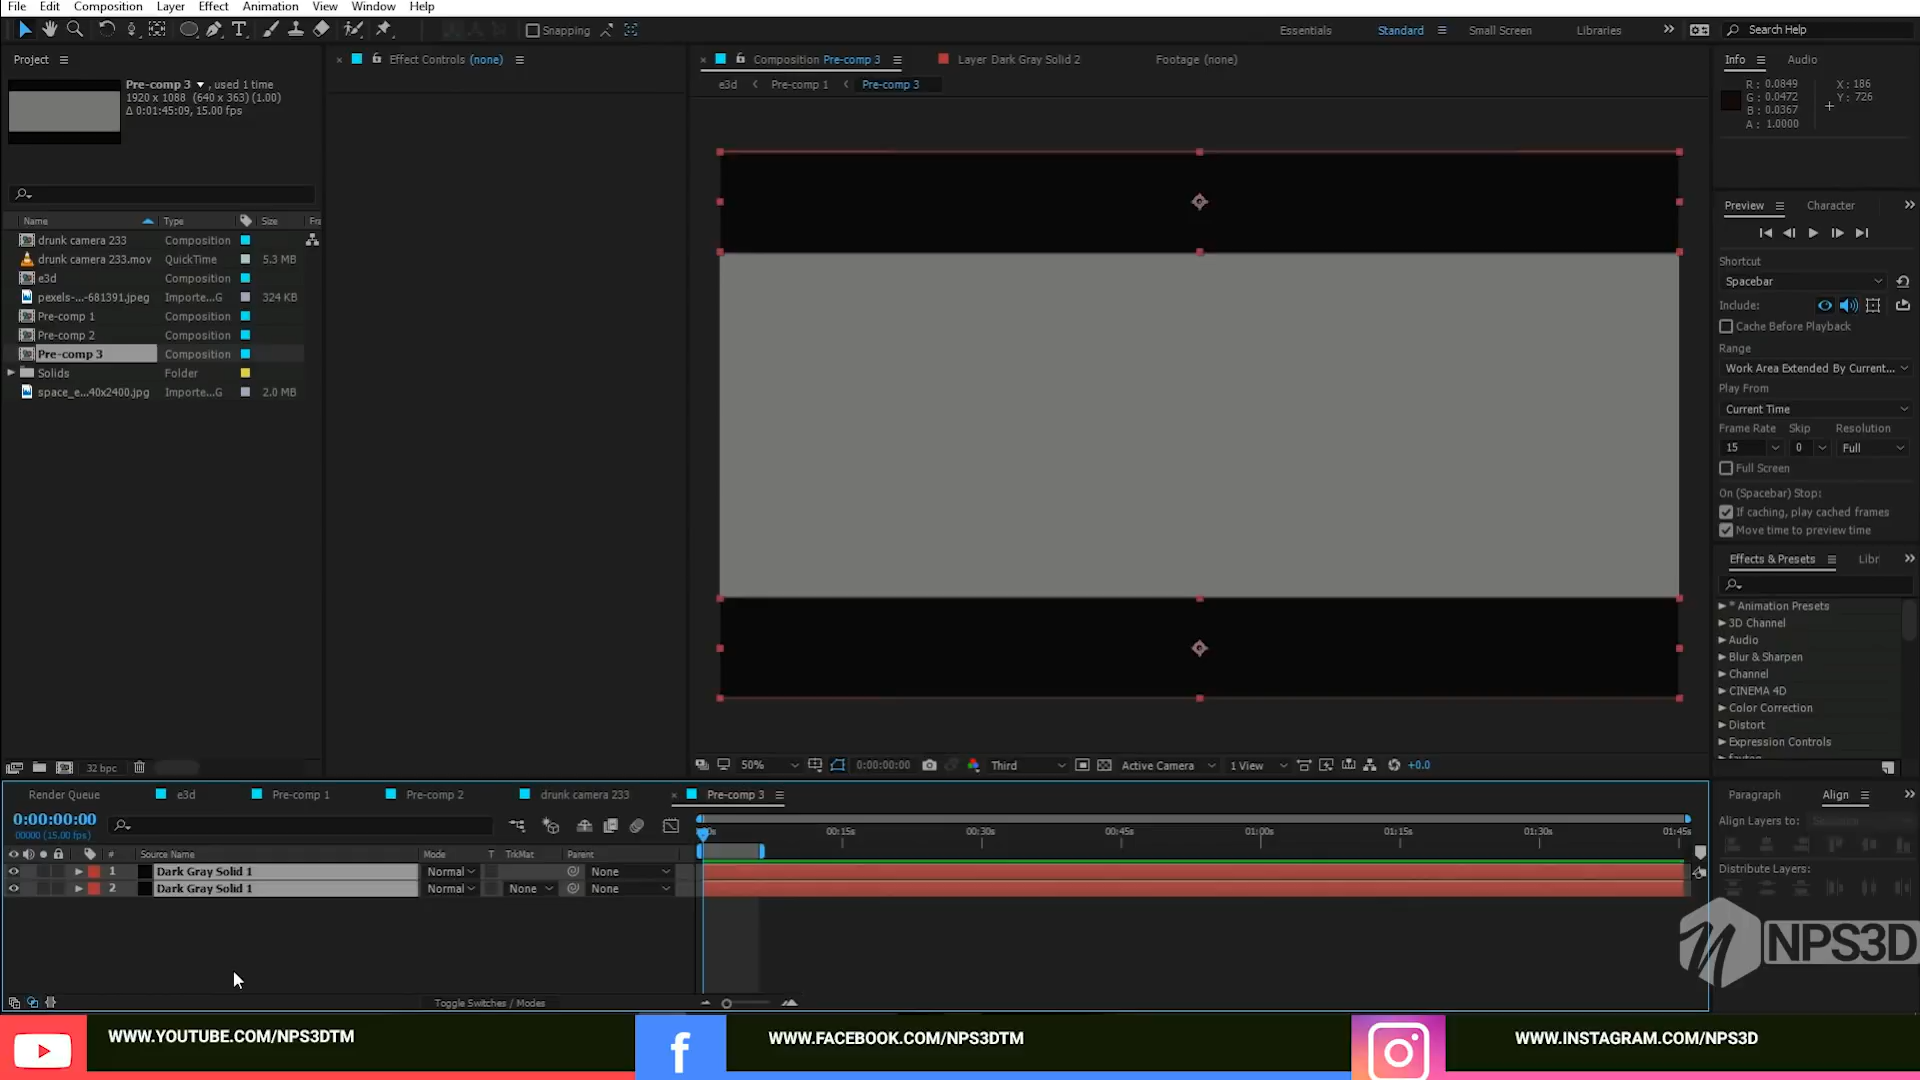 File Edit Composition Layer Effect Animation View Window Help
Snapping Essentials Standard Small Screen Libraries Search Help
Project
Effect Controls (none)
Composition Pre-comp 3 Layer Dark Gray Solid 2 Footage (none)
e3d Pre-comp 1 Pre-comp 3
Pre-comp 3 , used 1 time
1920 x 1088 (640 x 363) (1.00)
Δ 0:01:45:09, 15.00 fps
Name Type Size Fra
drunk camera 233 Composition
drunk camera 233.mov QuickTime 5.3 MB
e3d Composition
pexels-...-681391.jpeg Importe...G 324 KB
Pre-comp 1 Composition
Pre-comp 2 Composition
Pre-comp 3 Composition
Solids Folder
space_e...40x2400.jpg Importe...G 2.0 MB
32 bpc
50% 0:00:00:00 Third Active Camera 1 View +0.0
Info Audio
R: 0.0849 X: 186
G: 0.0472 Y: 726
B: 0.0367
A: 1.0000
Preview Character
Shortcut
Spacebar
Include:
Cache Before Playback
Range
Work Area Extended By Current...
Play From
Current Time
Frame Rate Skip Resolution
15 0 Full
Full Screen
On (Spacebar) Stop:
If caching, play cached frames
Move time to preview time
Effects & Presets Libr
* Animation Presets
3D Channel
Audio
Blur & Sharpen
Channel
CINEMA 4D
Color Correction
Distort
Expression Controls
Paragraph Align
Align Layers to:
Distribute Layers:
Render Queue e3d Pre-comp 1 Pre-comp 2 drunk camera 233 Pre-comp 3
0:00:00:00
00000 (15.00 fps)
00:15s 00:30s 00:45s 01:00s 01:15s 01:30s 01:45s
# Source Name Mode T TrkMat Parent
1 Dark Gray Solid 1 Normal None
2 Dark Gray Solid 1 Normal None None
Toggle Switches / Modes
NPS3D
WWW.YOUTUBE.COM/NPS3DTM
WWW.FACEBOOK.COM/NPS3DTM
WWW.INSTAGRAM.COM/NPS3D